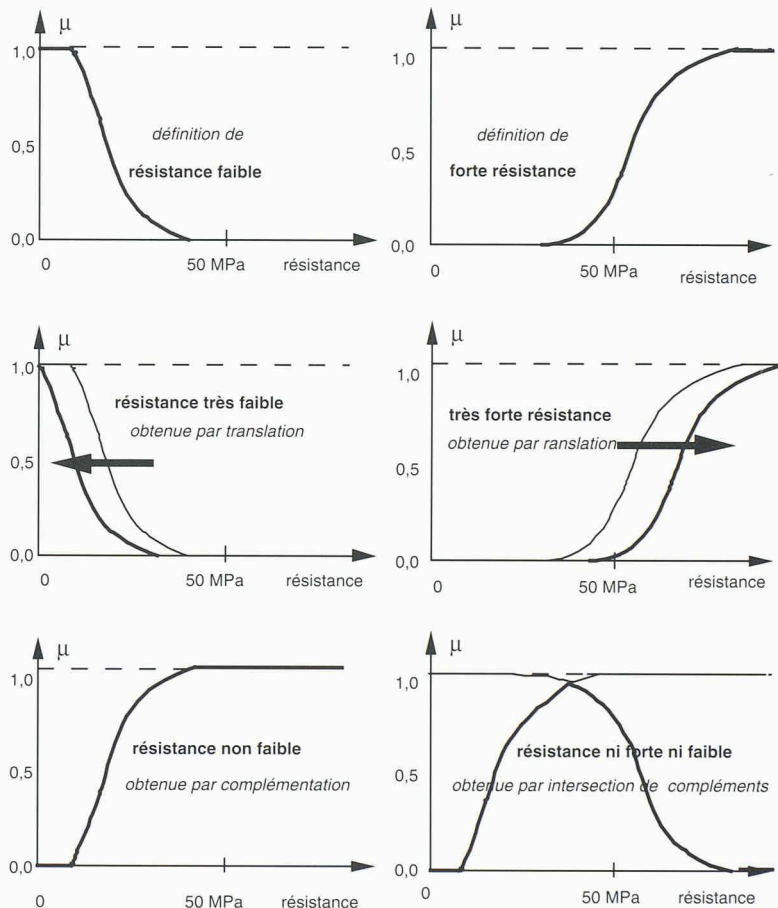 μ
1,0
définition de
0,5
résistance faible
0,0
0
50 MPa
résistance
μ
1,0
définition de
0,5
forte résistance
0,0
0
50 MPa
résistance
μ
1,0
résistance très faible
obtenue par translation
0,5
0,0
0
50 MPa
résistance
μ
1,0
très forte résistance
obtenue par ranslation
0,5
0,0
0
50 MPa
résistance
μ
1,0
résistance non faible
0,5
obtenue par complémentation
0,0
0
50 MPa
résistance
μ
1,0
résistance ni forte ni faible
0,5
obtenue par intersection de compléments
0,0
0
50 MPa
résistance